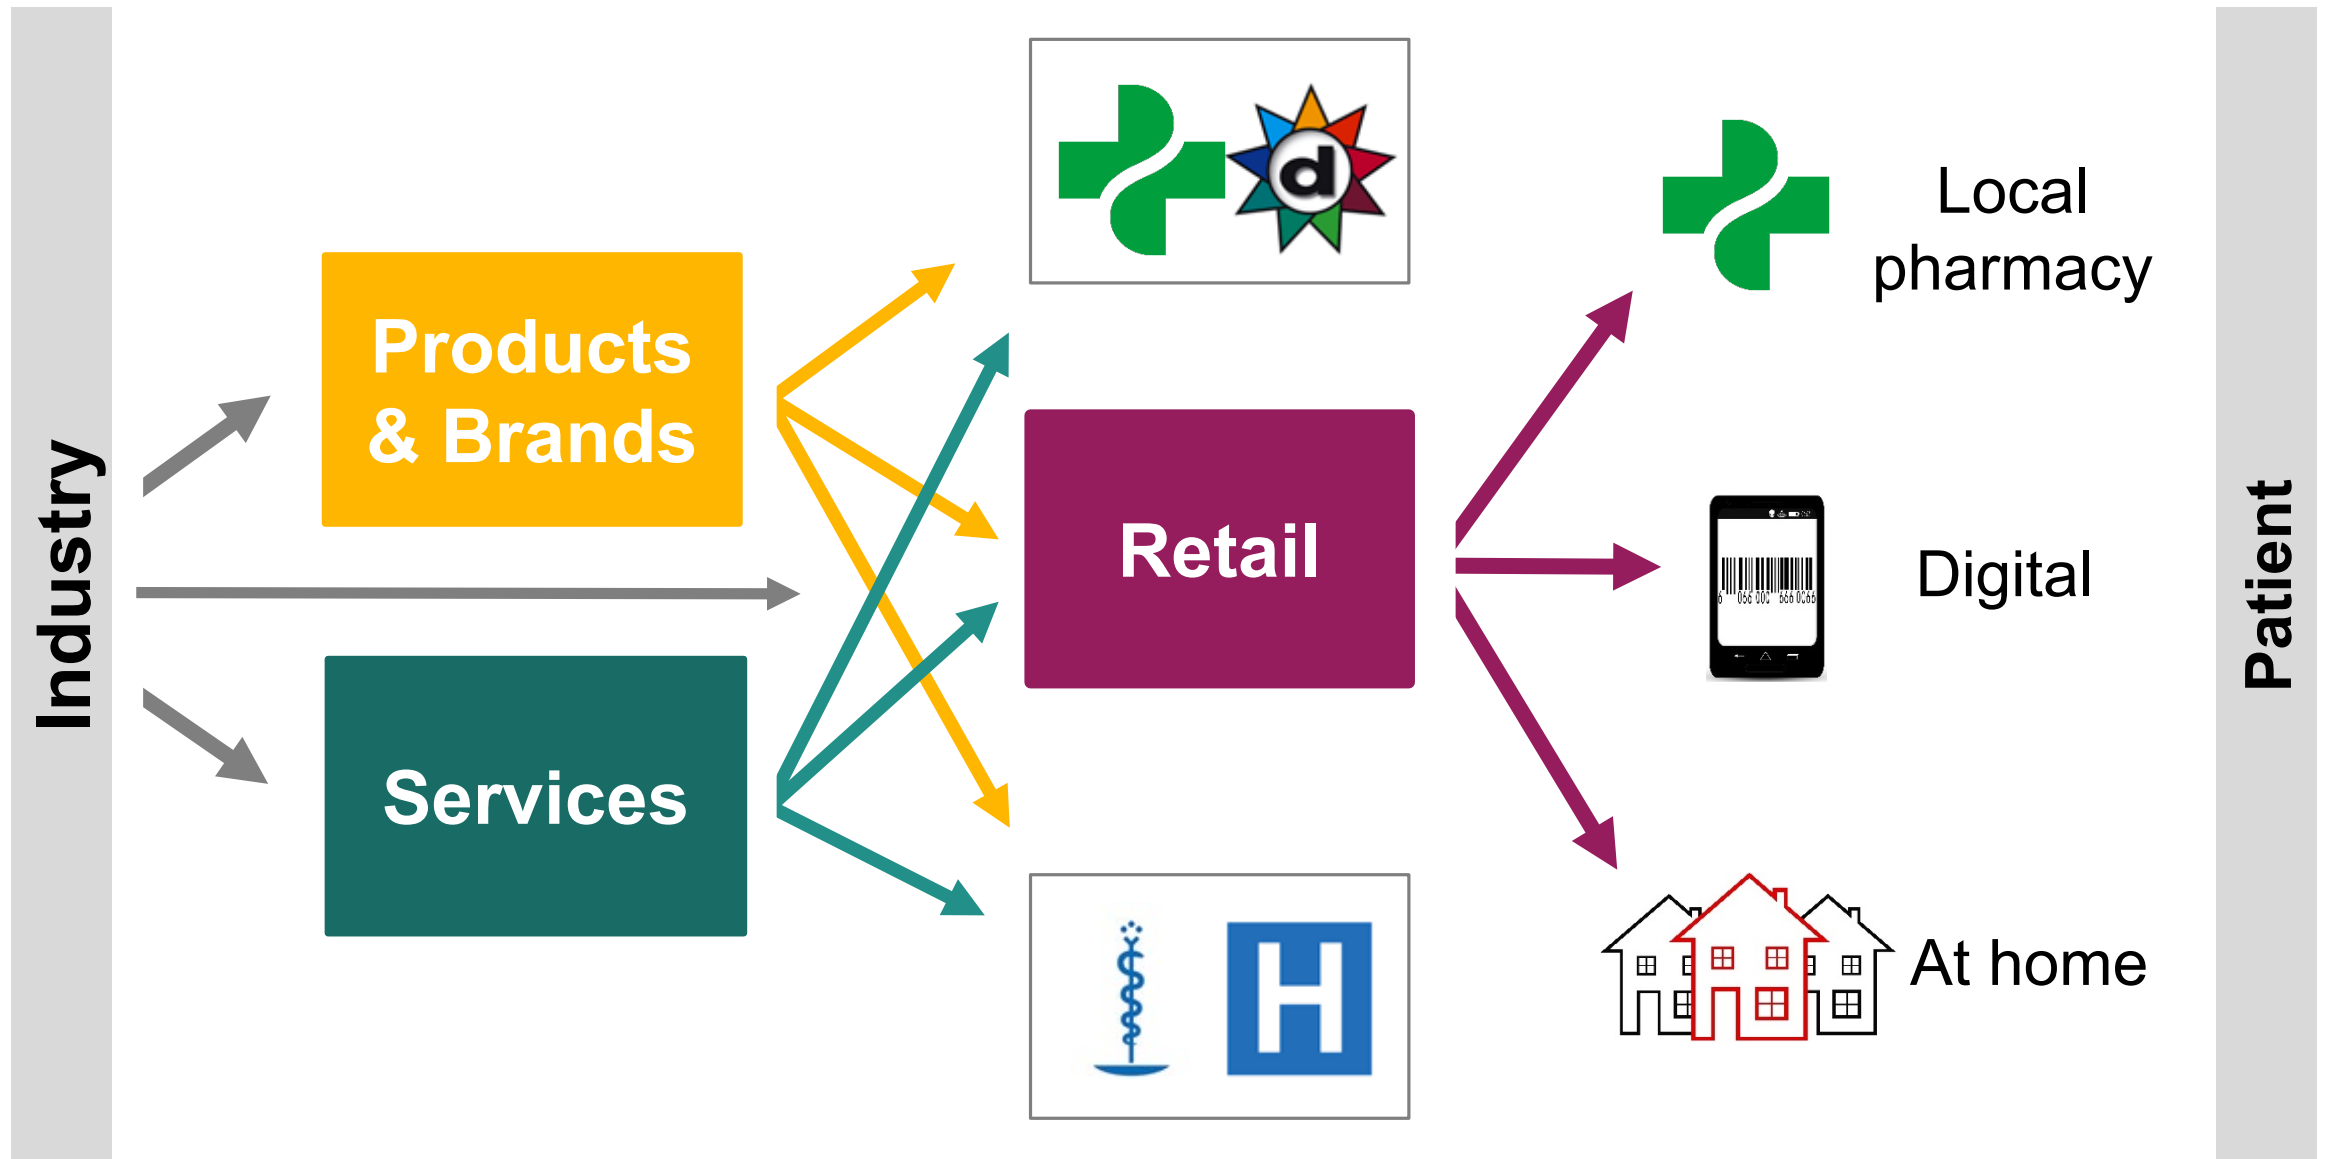 Industry
Products
& Brands
Services
d
Retail
H
Local
pharmacy
Digital
At home
Patient